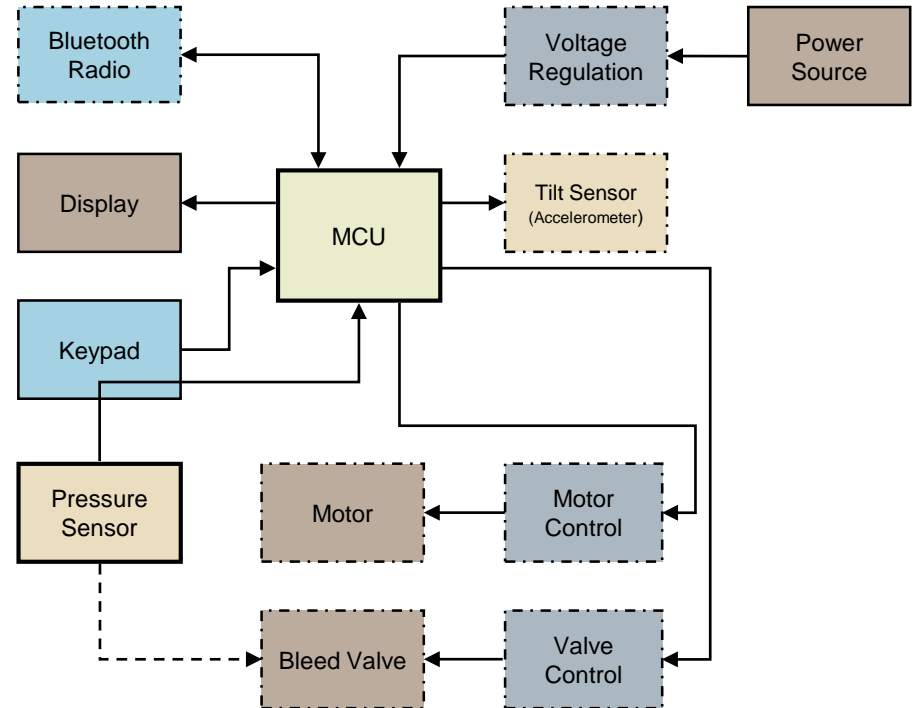 Bluetooth
Radio
Voltage
Regulation
Power
Source
Display
MCU
Tilt Sensor
(Accelerometer)
Keypad
Pressure
Sensor
Motor
Motor
Control
Bleed Valve
Valve
Control